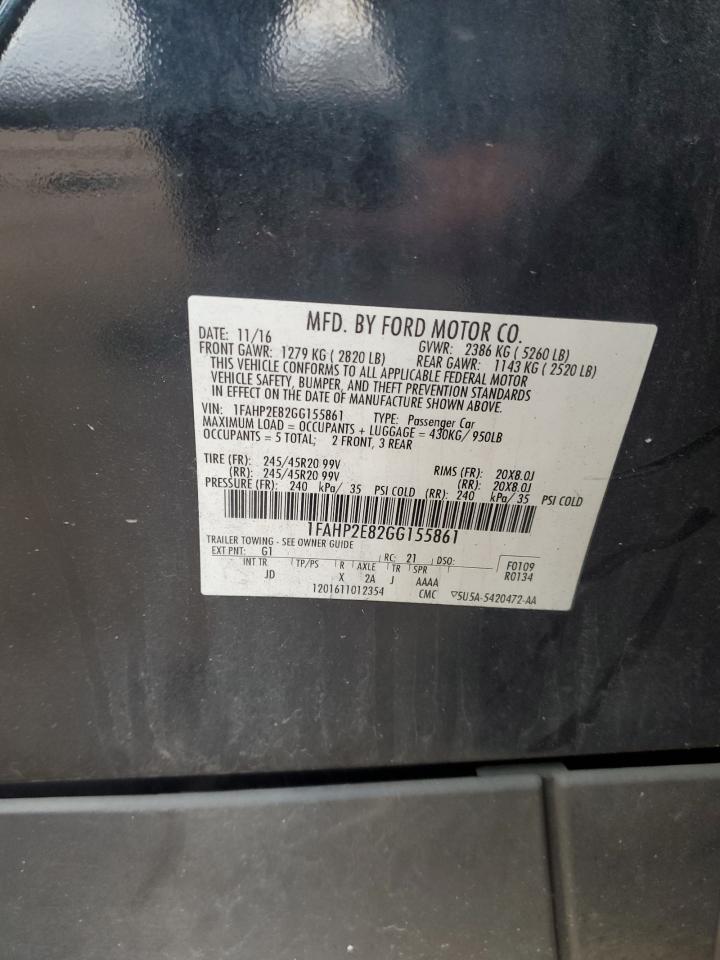 MFD. BY FORD MOTOR CO.
DATE: 11/16 GVWR: 2386 KG ( 5260 LB)
FRONT GAWR: 1279 KG ( 2820 LB) REAR GAWR: 1143 KG ( 2520 LB)
THIS VEHICLE CONFORMS TO ALL APPLICABLE FEDERAL MOTOR
VEHICLE SAFETY, BUMPER, AND THEFT PREVENTION STANDARDS
IN EFFECT ON THE DATE OF MANUFACTURE SHOWN ABOVE.
VIN: 1FAHP2E82GG155861 TYPE: Passenger Car
MAXIMUM LOAD = OCCUPANTS + LUGGAGE = 430KG/ 950LB
OCCUPANTS = 5 TOTAL; 2 FRONT, 3 REAR
TIRE (FR): 245/45R20 99V RIMS (FR): 20X8.0J
(RR): 245/45R20 99V (RR): 20X8.0J
PRESSURE (FR): 240 kPa/ 35 PSI COLD (RR): 240 kPa/ 35 PSI COLD
1FAHP2E82GG155861
TRAILER TOWING - SEE OWNER GUIDE
EXT PNT: G1 RC: 21 DSO: F0109
INT TR TP/PS R AXLE TR SPR R0134
JD X 2A J AAAA
1201611012354 CMC ▽5U5A-5420472-AA